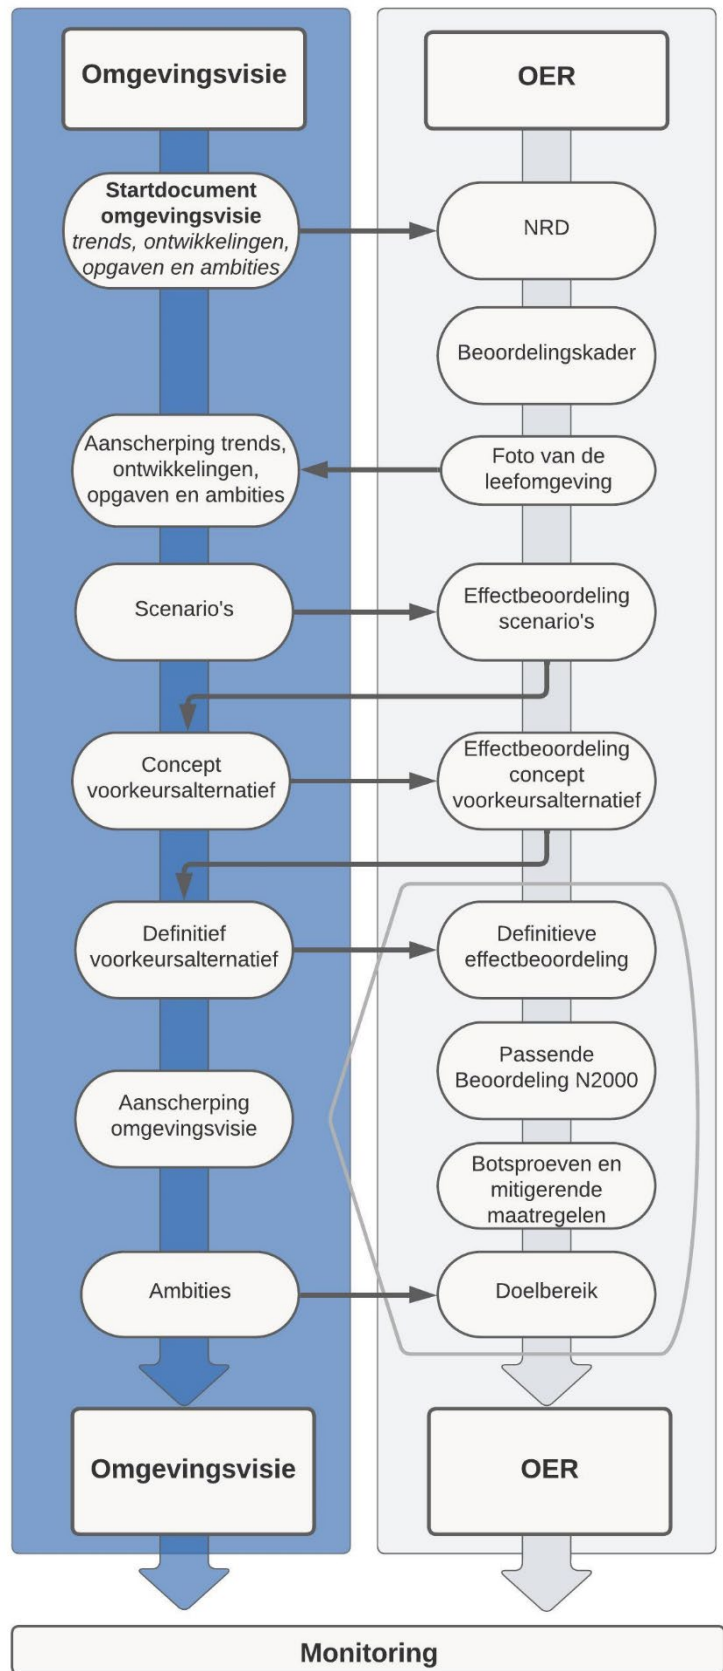 Omgevingsvisie
OER
Startdocument
omgevingsvisie
trends, ontwikkelingen,
opgaven en ambities
NRD
Beoordelingskader
Aanscherping trends,
ontwikkelingen,
opgaven en ambities
Foto van de
leefomgeving
Scenario's
Effectbeoordeling
scenario's
Concept
voorkeursalternatief
Effectbeoordeling
concept
voorkeursalternatief
Definitief
voorkeursalternatief
Definitieve
effectbeoordeling
Passende
Beoordeling N2000
Aanscherping
omgevingsvisie
Botsproeven en
mitigerende
maatregelen
Ambities
Doelbereik
Omgevingsvisie
OER
Monitoring